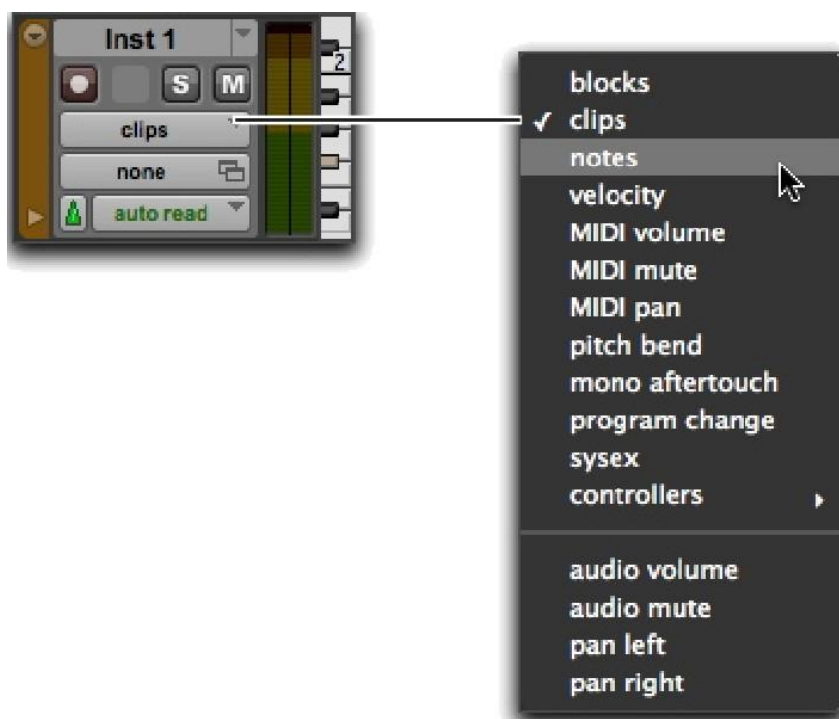 Inst 1
2
S M
clips
none
auto read
blocks
✓ clips
notes
velocity
MIDI volume
MIDI mute
MIDI pan
pitch bend
mono aftertouch
program change
sysex
controllers
audio volume
audio mute
pan left
pan right